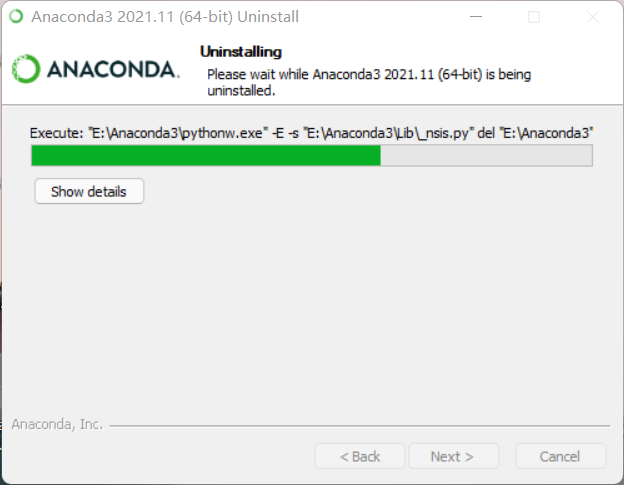 Anaconda3 2021.11 (64-bit) Uninstall
ANACONDA.
Uninstalling
Please wait while Anaconda3 2021.11 (64-bit) is being
uninstalled.
Execute: "E:\Anaconda3\pythonw.exe" -E -s "E:\Anaconda3\Lib\_nsis.py" del "E:\Anaconda3"
Show details
Anaconda, Inc.
< Back
Next >
Cancel